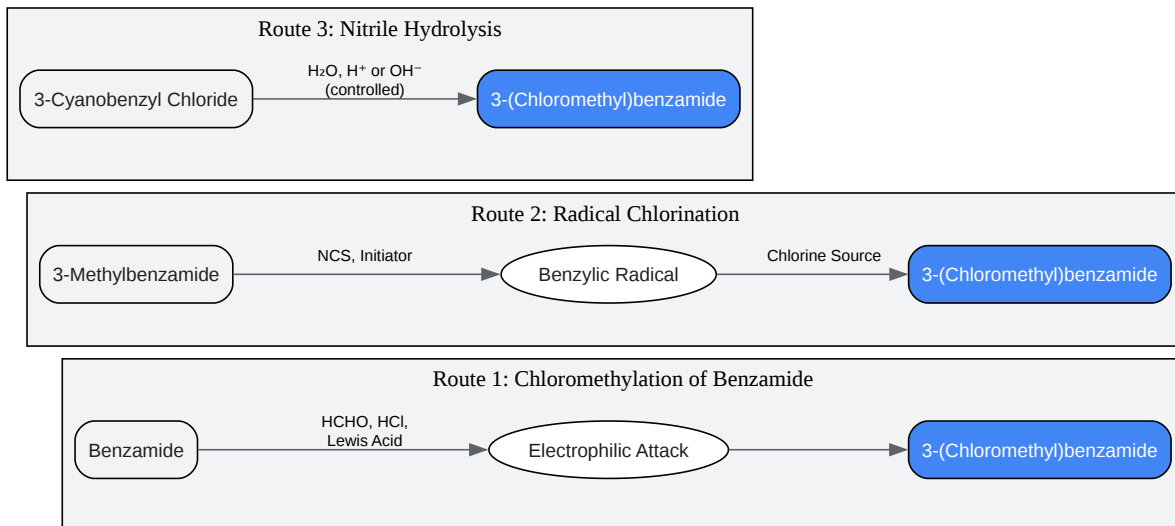 Route 3: Nitrile Hydrolysis
3-Cyanobenzyl Chloride
H₂O, H⁺ or OH⁻
(controlled)
3-(Chloromethyl)benzamide
Route 2: Radical Chlorination
3-Methylbenzamide
NCS, Initiator
Benzylic Radical
Chlorine Source
3-(Chloromethyl)benzamide
Route 1: Chloromethylation of Benzamide
Benzamide
HCHO, HCl,
Lewis Acid
Electrophilic Attack
3-(Chloromethyl)benzamide